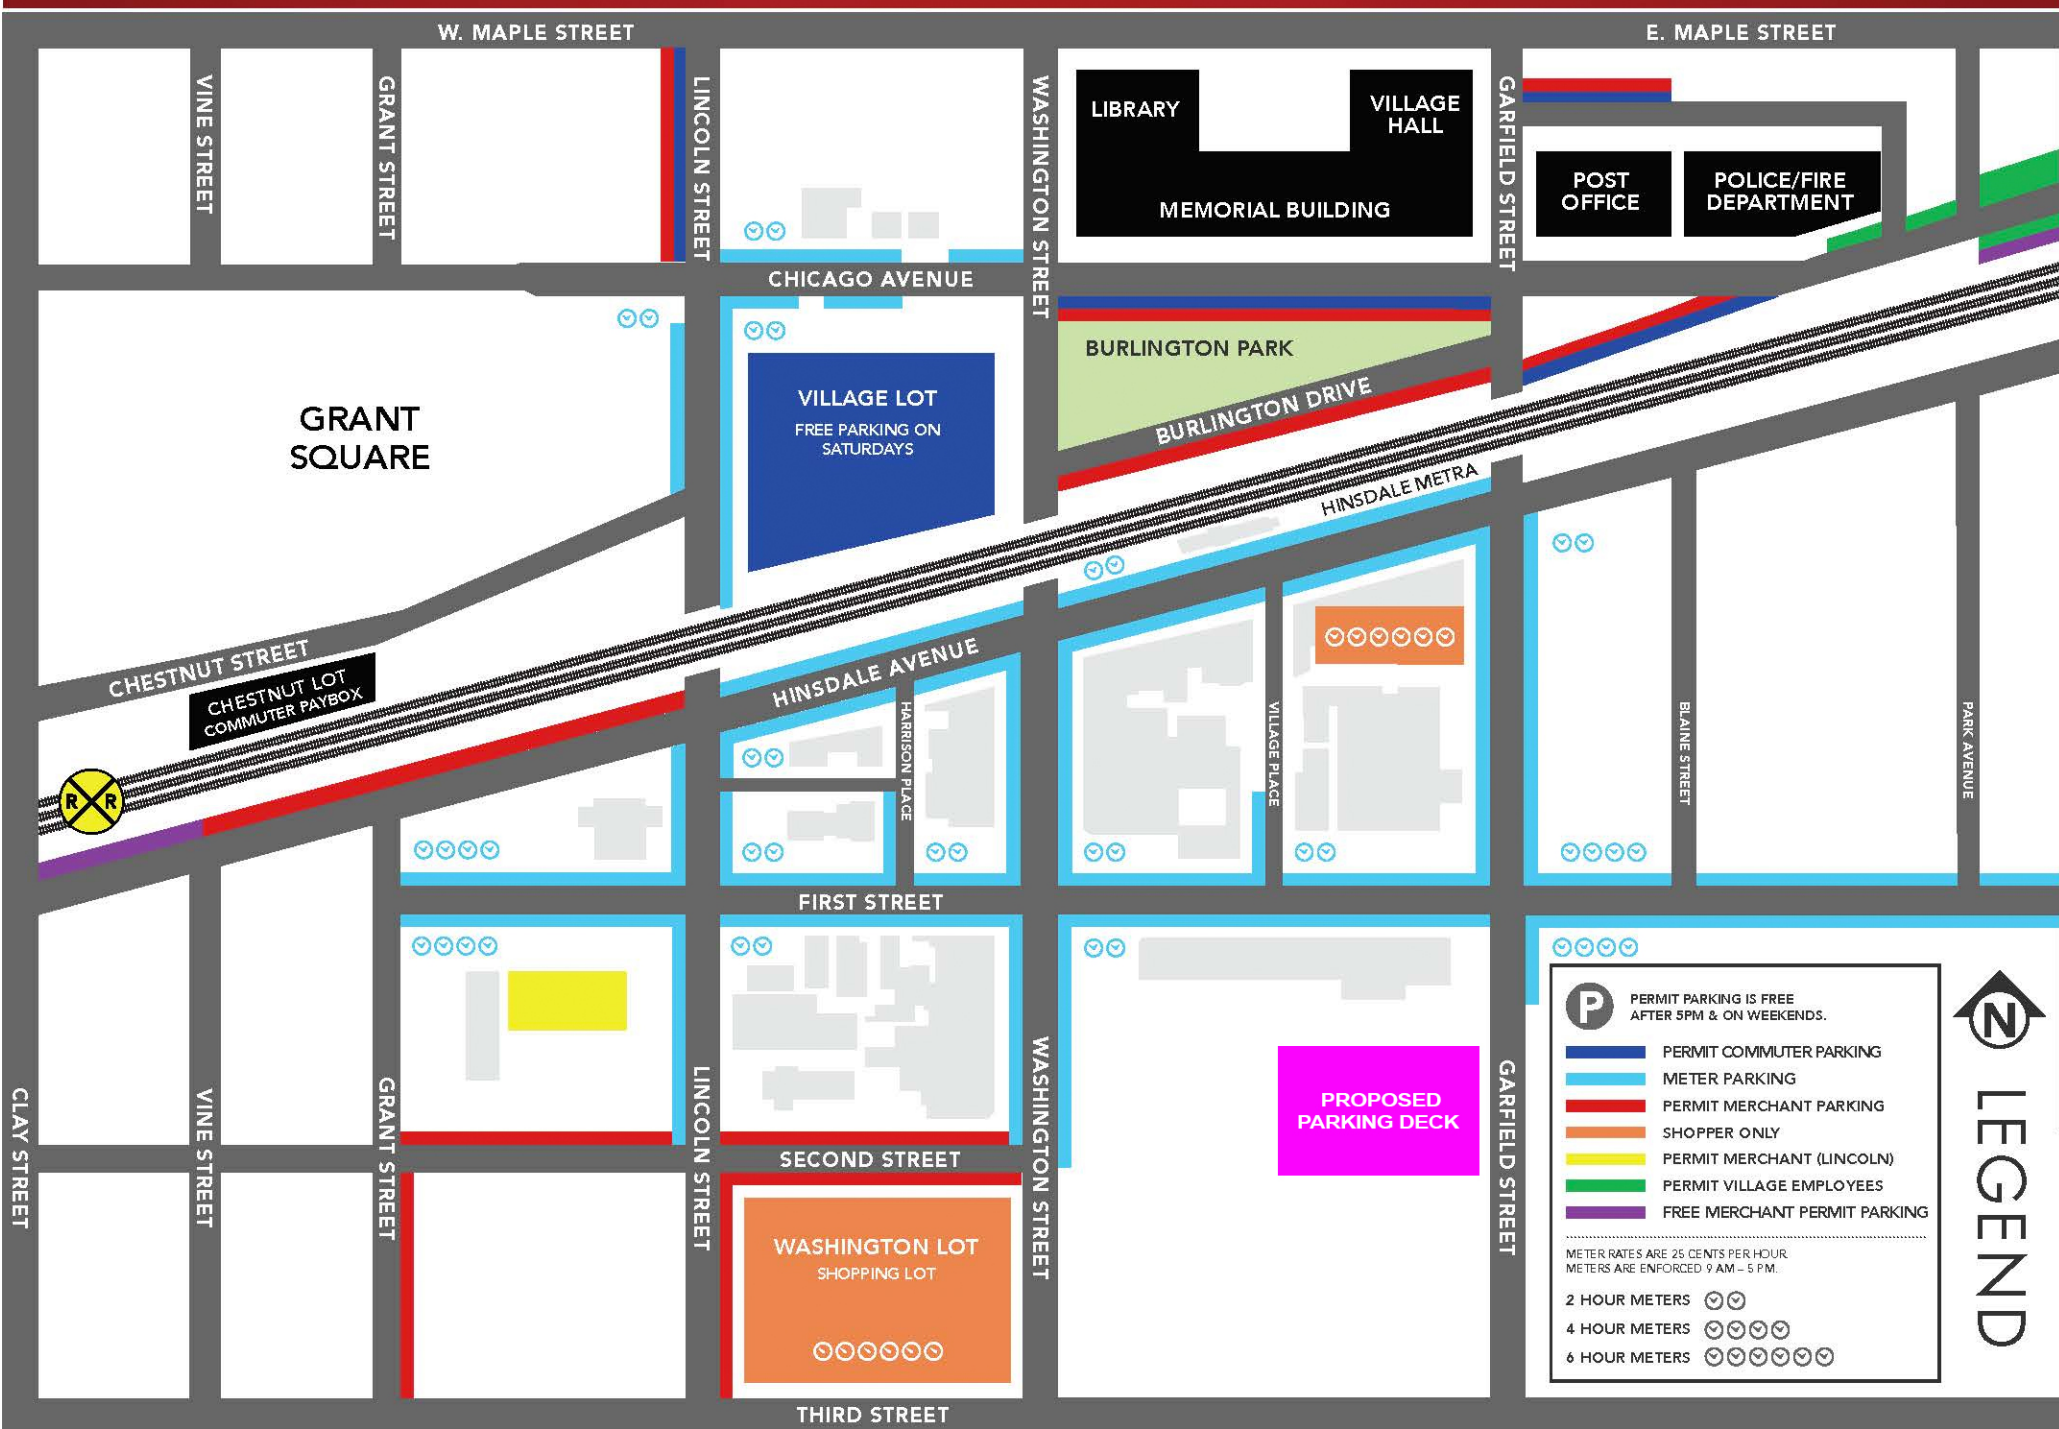 W. MAPLE STREET
E. MAPLE STREET
VINE STREET
GRANT STREET
LINCOLN STREET
WASHINGTON STREET
GARFIELD STREET
LIBRARY
VILLAGE
HALL
MEMORIAL BUILDING
POST
OFFICE
POLICE/FIRE
DEPARTMENT
CHICAGO AVENUE
BURLINGTON PARK
BURLINGTON DRIVE
GRANT
SQUARE
VILLAGE LOT
FREE PARKING ON
SATURDAYS
HINSDALE METRA
CHESTNUT STREET
CHESTNUT LOT
COMMUTER PAYBOX
HINSDALE AVENUE
HARRISON PLACE
VILLAGE PLACE
BLAINE STREET
PARK AVENUE
R R
FIRST STREET
CLAY STREET
VINE STREET
GRANT STREET
LINCOLN STREET
WASHINGTON STREET
GARFIELD STREET
PROPOSED
PARKING DECK
SECOND STREET
WASHINGTON LOT
SHOPPING LOT
THIRD STREET
P
PERMIT PARKING IS FREE
AFTER 5PM & ON WEEKENDS.
PERMIT COMMUTER PARKING
METER PARKING
PERMIT MERCHANT PARKING
SHOPPER ONLY
PERMIT MERCHANT (LINCOLN)
PERMIT VILLAGE EMPLOYEES
FREE MERCHANT PERMIT PARKING
METER RATES ARE 25 CENTS PER HOUR.
METERS ARE ENFORCED 9 AM – 5 PM.
2 HOUR METERS
4 HOUR METERS
6 HOUR METERS
N
LEGEND